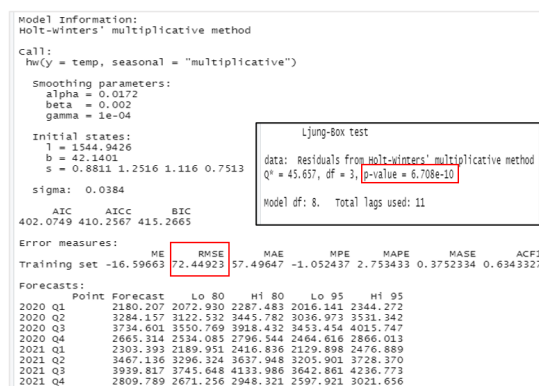 Model Information:
Holt-Winters' multiplicative method
Call:
hw(y = temp, seasonal = "multiplicative")
Smoothing parameters:
alpha = 0.0172
beta = 0.002
gamma = 1e-04
Initial states:
l = 1544.9426
b = 42.1401
s = 0.8811 1.2516 1.116 0.7513
sigma: 0.0384
AIC AICc BIC
402.0749 410.2567 415.2665
Ljung-Box test
data: Residuals from Holt-Winters' multiplicative method
Q* = 45.657, df = 3, p-value = 6.708e-10
Model df: 8. Total lags used: 11
Error measures:
ME RMSE MAE MPE MAPE MASE ACF1
Training set -16.59663 72.44923 57.49647 -1.052437 2.753433 0.3752334 0.6343327
Forecasts:
Point Forecast Lo 80 Hi 80 Lo 95 Hi 95
2020 Q1 2180.207 2072.930 2287.483 2016.141 2344.272
2020 Q2 3284.157 3122.532 3445.782 3036.973 3531.342
2020 Q3 3734.601 3550.769 3918.432 3453.454 4015.747
2020 Q4 2665.314 2534.085 2796.544 2464.616 2866.013
2021 Q1 2303.393 2189.951 2416.836 2129.898 2476.889
2021 Q2 3467.136 3296.324 3637.948 3205.901 3728.370
2021 Q3 3939.817 3745.648 4133.986 3642.861 4236.773
2021 Q4 2809.789 2671.256 2948.321 2597.921 3021.656